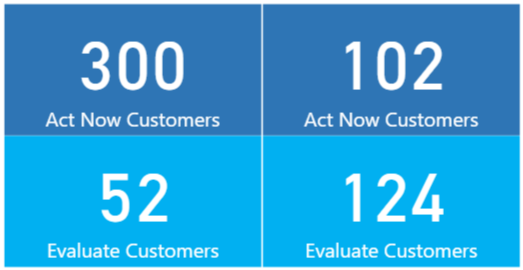 300 102
Act Now Customers Act Now Customers
52 124
Evaluate Customers Evaluate Customers